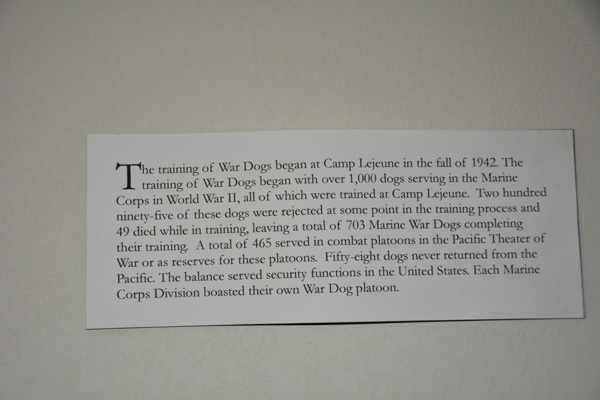 The training of War Dogs began at Camp Lejeune in the fall of 1942. The
training of War Dogs began with over 1,000 dogs serving in the Marine
Corps in World War II, all of which were trained at Camp Lejeune. Two hundred
ninety-five of these dogs were rejected at some point in the training process and
49 died while in training, leaving a total of 703 Marine War Dogs completing
their training. A total of 465 served in combat platoons in the Pacific Theater of
War or as reserves for these platoons. Fifty-eight dogs never returned from the
Pacific. The balance served security functions in the United States. Each Marine
Corps Division boasted their own War Dog platoon.